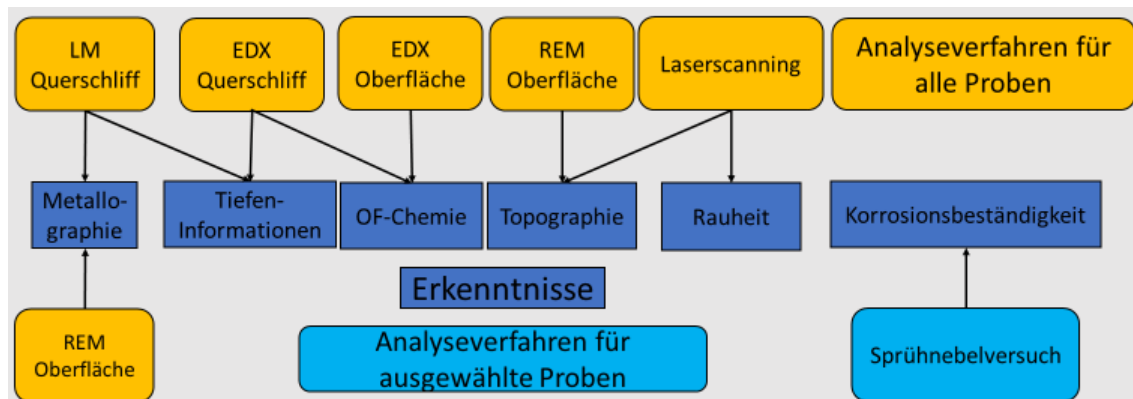 LM
Querschliff
EDX
Querschliff
EDX
Oberfläche
REM
Oberfläche
Laserscanning
Analyseverfahren für
alle Proben
Metallo-
graphie
Tiefen-
Informationen
OF-Chemie
Topographie
Rauheit
Korrosionsbeständigkeit
Erkenntnisse
REM
Oberfläche
Analyseverfahren für
ausgewählte Proben
Sprühnebelversuch